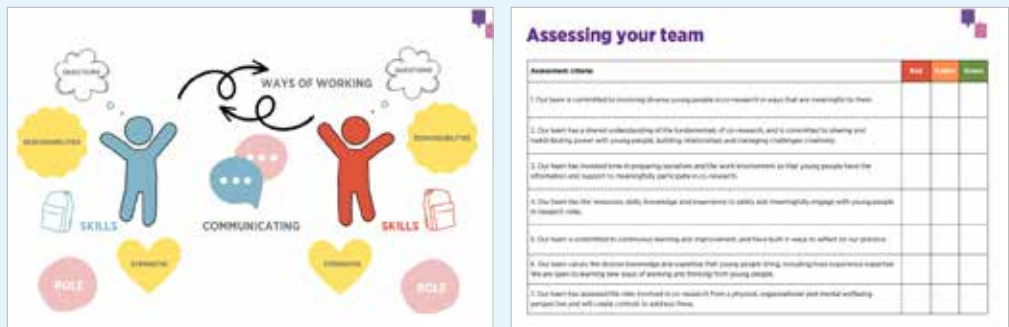 QUESTIONS
WAYS OF WORKING
QUESTIONS
RESPONSIBILITIES
RESPONSIBILITIES
SKILLS
COMMUNICATING
SKILLS
STRENGTHS
STRENGTHS
ROLE
ROLE
Assessing your team
Assessment criteria
Red
Green
1. Our team is committed to involving diverse young people in co-research in ways that are meaningful to them.
2. Our team has a shared understanding of the fundamentals of co-research, and is committed to sharing and
redistributing power with young people, building relationships and managing challenges creatively.
3. Our team has invested time in preparing ourselves and the work environment so that young people have the
information and support to meaningfully participate in co-research.
4. Our team has the resources, skills, knowledge and experience to safely and meaningfully engage with young people
in research roles.
5. Our team is committed to continuous learning and improvement, and have built in ways to reflect on our practice.
6. Our team values the diverse knowledge and expertise that young people bring, including lived experience expertise.
We are open to learning new ways of working and thinking from young people.
7. Our team has assessed the risks involved in co-research from a physical, organisational and mental wellbeing
perspective and will create controls to address these.